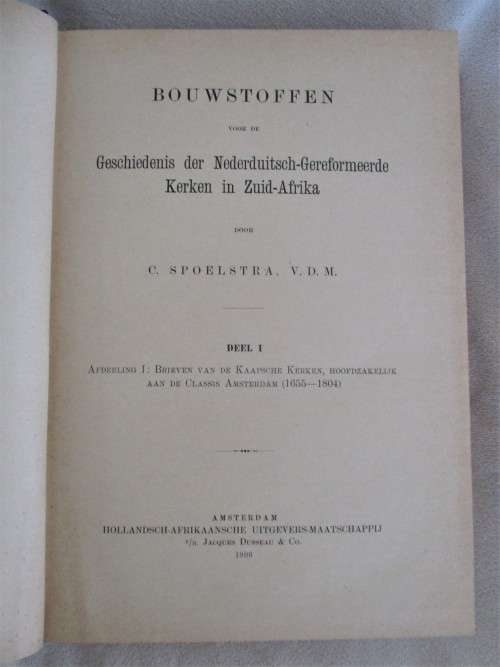 BOUWSTOFFEN
VOOR DE
Geschiedenis der Nederduitsch-Gereformeerde
Kerken in Zuid-Afrika
DOOR
C. SPOELSTRA, V. D. M.
DEEL I
AFDEELING I: BRIEVEN VAN DE KAAPSCHE KERKEN, HOOFDZAKELIJK
AAN DE CLASSIS AMSTERDAM (1655—1804)
AMSTERDAM
HOLLANDSCH-AFRIKAANSCHE UITGEVERS-MAATSCHAPPIJ
v/h. JACQUES DUSSEAU & Co.
1906